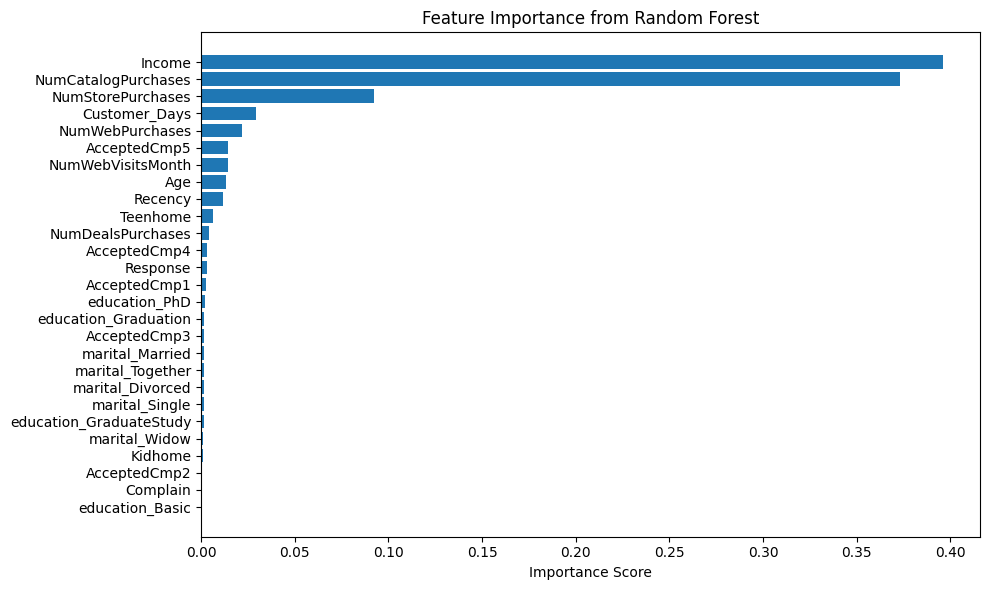 Feature Importance from Random Forest
Income
NumCatalogPurchases
NumStorePurchases
Customer_Days
NumWebPurchases
AcceptedCmp5
NumWebVisitsMonth
Age
Recency
Teenhome
NumDealsPurchases
AcceptedCmp4
Response
AcceptedCmp1
education_PhD
education_Graduation
AcceptedCmp3
marital_Married
marital_Together
marital_Divorced
marital_Single
education_GraduateStudy
marital_Widow
Kidhome
AcceptedCmp2
Complain
education_Basic
0.00 0.05 0.10 0.15 0.20 0.25 0.30 0.35 0.40
Importance Score